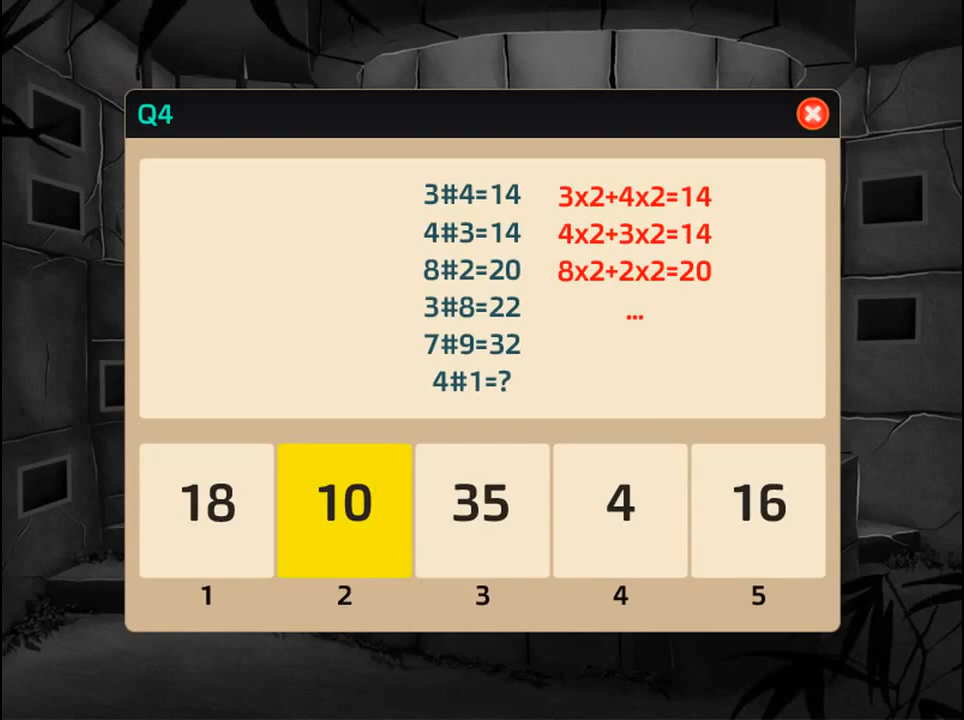 Q4
3#4=14 3x2+4x2=14
4#3=14 4x2+3x2=14
8#2=20 8x2+2x2=20
3#8=22 ...
7#9=32
4#1=?
18 10 35 4 16
1 2 3 4 5